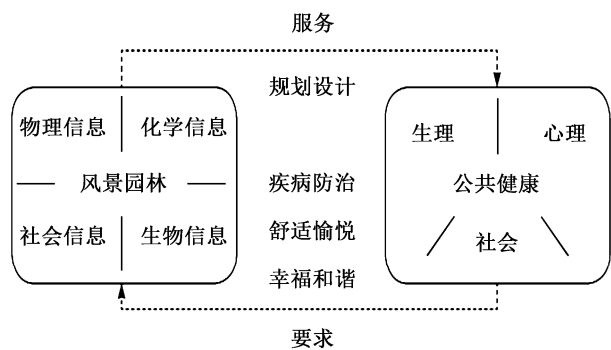 服务
规划设计
物理信息 化学信息
风景园林
社会信息 生物信息
疾病防治
舒适愉悦
幸福和谐
生理 心理
公共健康
社会
要求